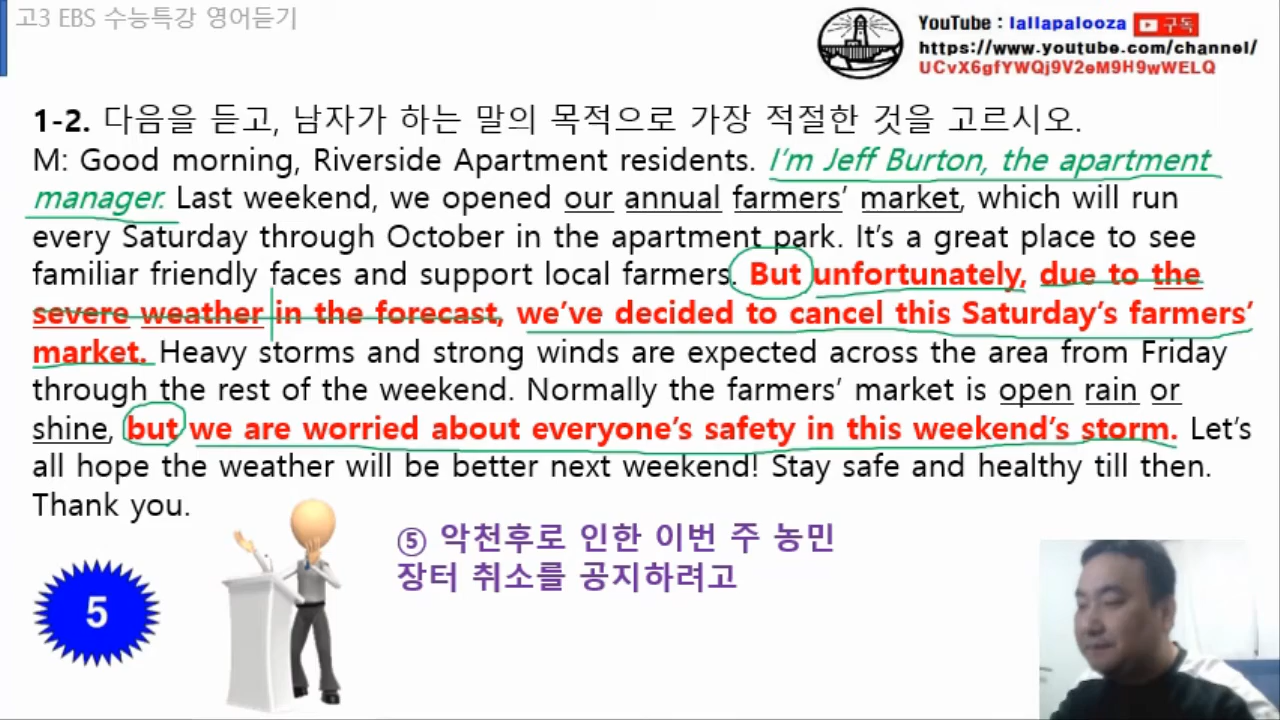 고3 EBS 수능특강 영어듣기
YouTube : lallapalooza 구독
https://www.youtube.com/channel/
UCvX6gfYWQj9V2eM9H9wWELQ
1-2. 다음을 듣고, 남자가 하는 말의 목적으로 가장 적절한 것을 고르시오.
M: Good morning, Riverside Apartment residents. I'm Jeff Burton, the apartment
manager. Last weekend, we opened our annual farmers' market, which will run
every Saturday through October in the apartment park. It's a great place to see
familiar friendly faces and support local farmers. But unfortunately, due to the
severe weather in the forecast, we've decided to cancel this Saturday's farmers'
market. Heavy storms and strong winds are expected across the area from Friday
through the rest of the weekend. Normally the farmers' market is open rain or
shine, but we are worried about everyone's safety in this weekend's storm. Let's
all hope the weather will be better next weekend! Stay safe and healthy till then.
Thank you.
⑤ 악천후로 인한 이번 주 농민
장터 취소를 공지하려고
5